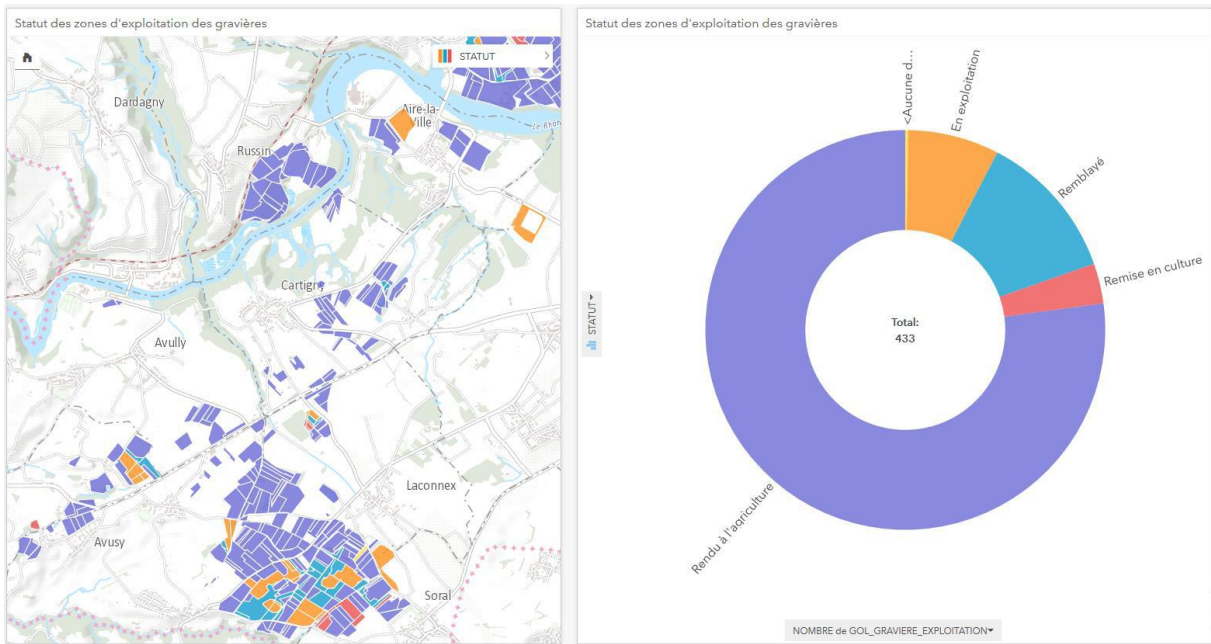 Statut des zones d'exploitation des gravières
STATUT
Dardagny
Aire-la-
Ville
Le Rhône
Russin
Cartigny
Avully
Laconnex
Avusy
Soral
Statut des zones d'exploitation des gravières
<Aucune d...
En exploitation
Remblayé
Remise en culture
Rendu à l'agriculture
Total:
433
STATUT
NOMBRE de GOL_GRAVIERE_EXPLOITATION